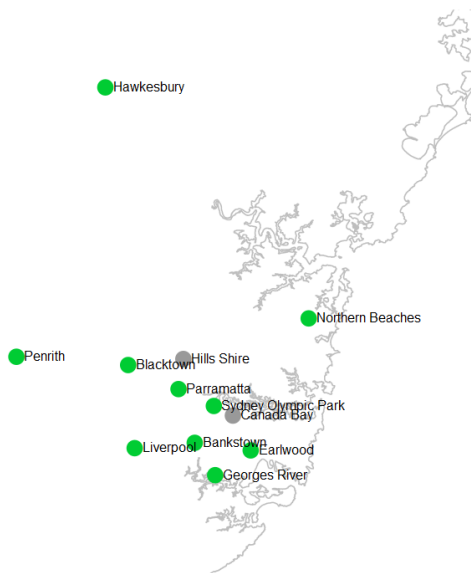 Hawkesbury
Northern Beaches
Penrith
Hills Shire
Blacktown
Parramatta
Sydney Olympic Park
Canada Bay
Bankstown
Liverpool
Earlwood
Georges River